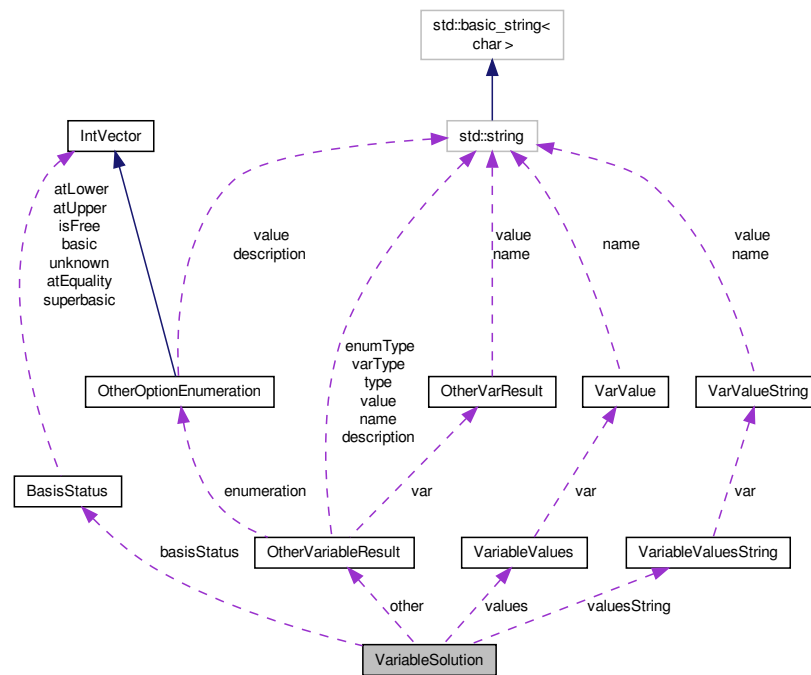 std::basic_string<
char >
IntVector
std::string
atLower
atUpper
isFree
basic
unknown
atEquality
superbasic
value
description
value
name
name
value
name
enumType
varType
type
value
name
description
OtherOptionEnumeration
OtherVarResult
VarValue
VarValueString
BasisStatus
enumeration
var
var
var
basisStatus
OtherVariableResult
VariableValues
VariableValuesString
other
values
valuesString
VariableSolution